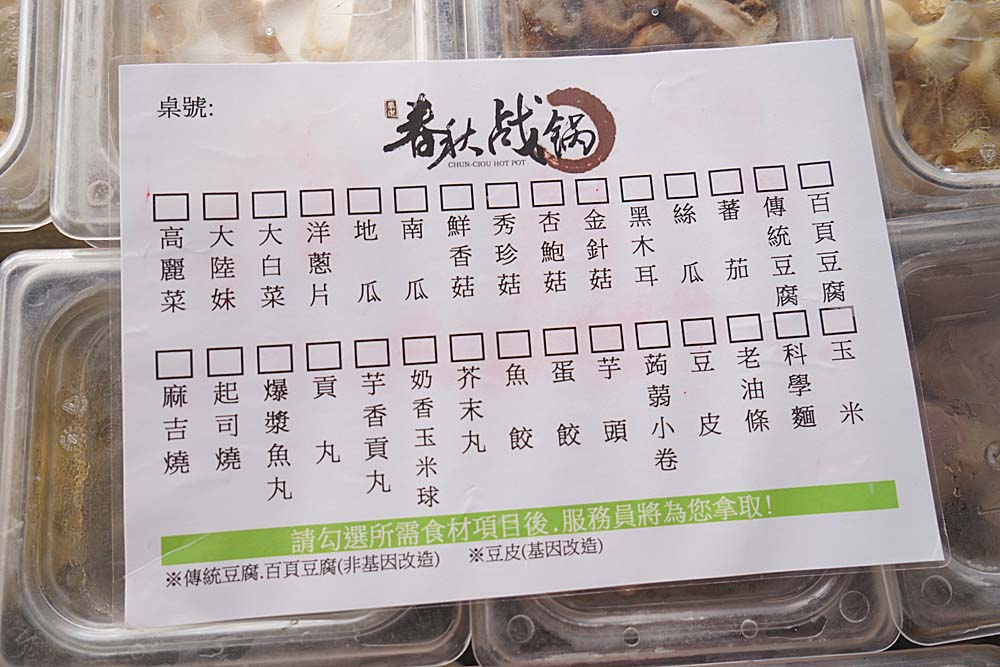 桌號:
春秋战锅
CHUN-CIOU HOT POT
高麗菜
大陸妹
大白菜
洋蔥片
地瓜
南瓜
鮮香菇
秀珍菇
杏鮑菇
金針菇
黑木耳
絲瓜
蕃茄
傳統豆腐
百頁豆腐
麻吉燒
起司燒
爆漿魚丸
貢丸
芋香貢丸
奶香玉米球
芥末丸
魚餃
蛋餃
芋頭
蒟蒻小卷
豆皮
老油條
科學麵
玉米
請勾選所需食材項目後.服務員將為您拿取!
※傳統豆腐.百頁豆腐(非基因改造) ※豆皮(基因改造)